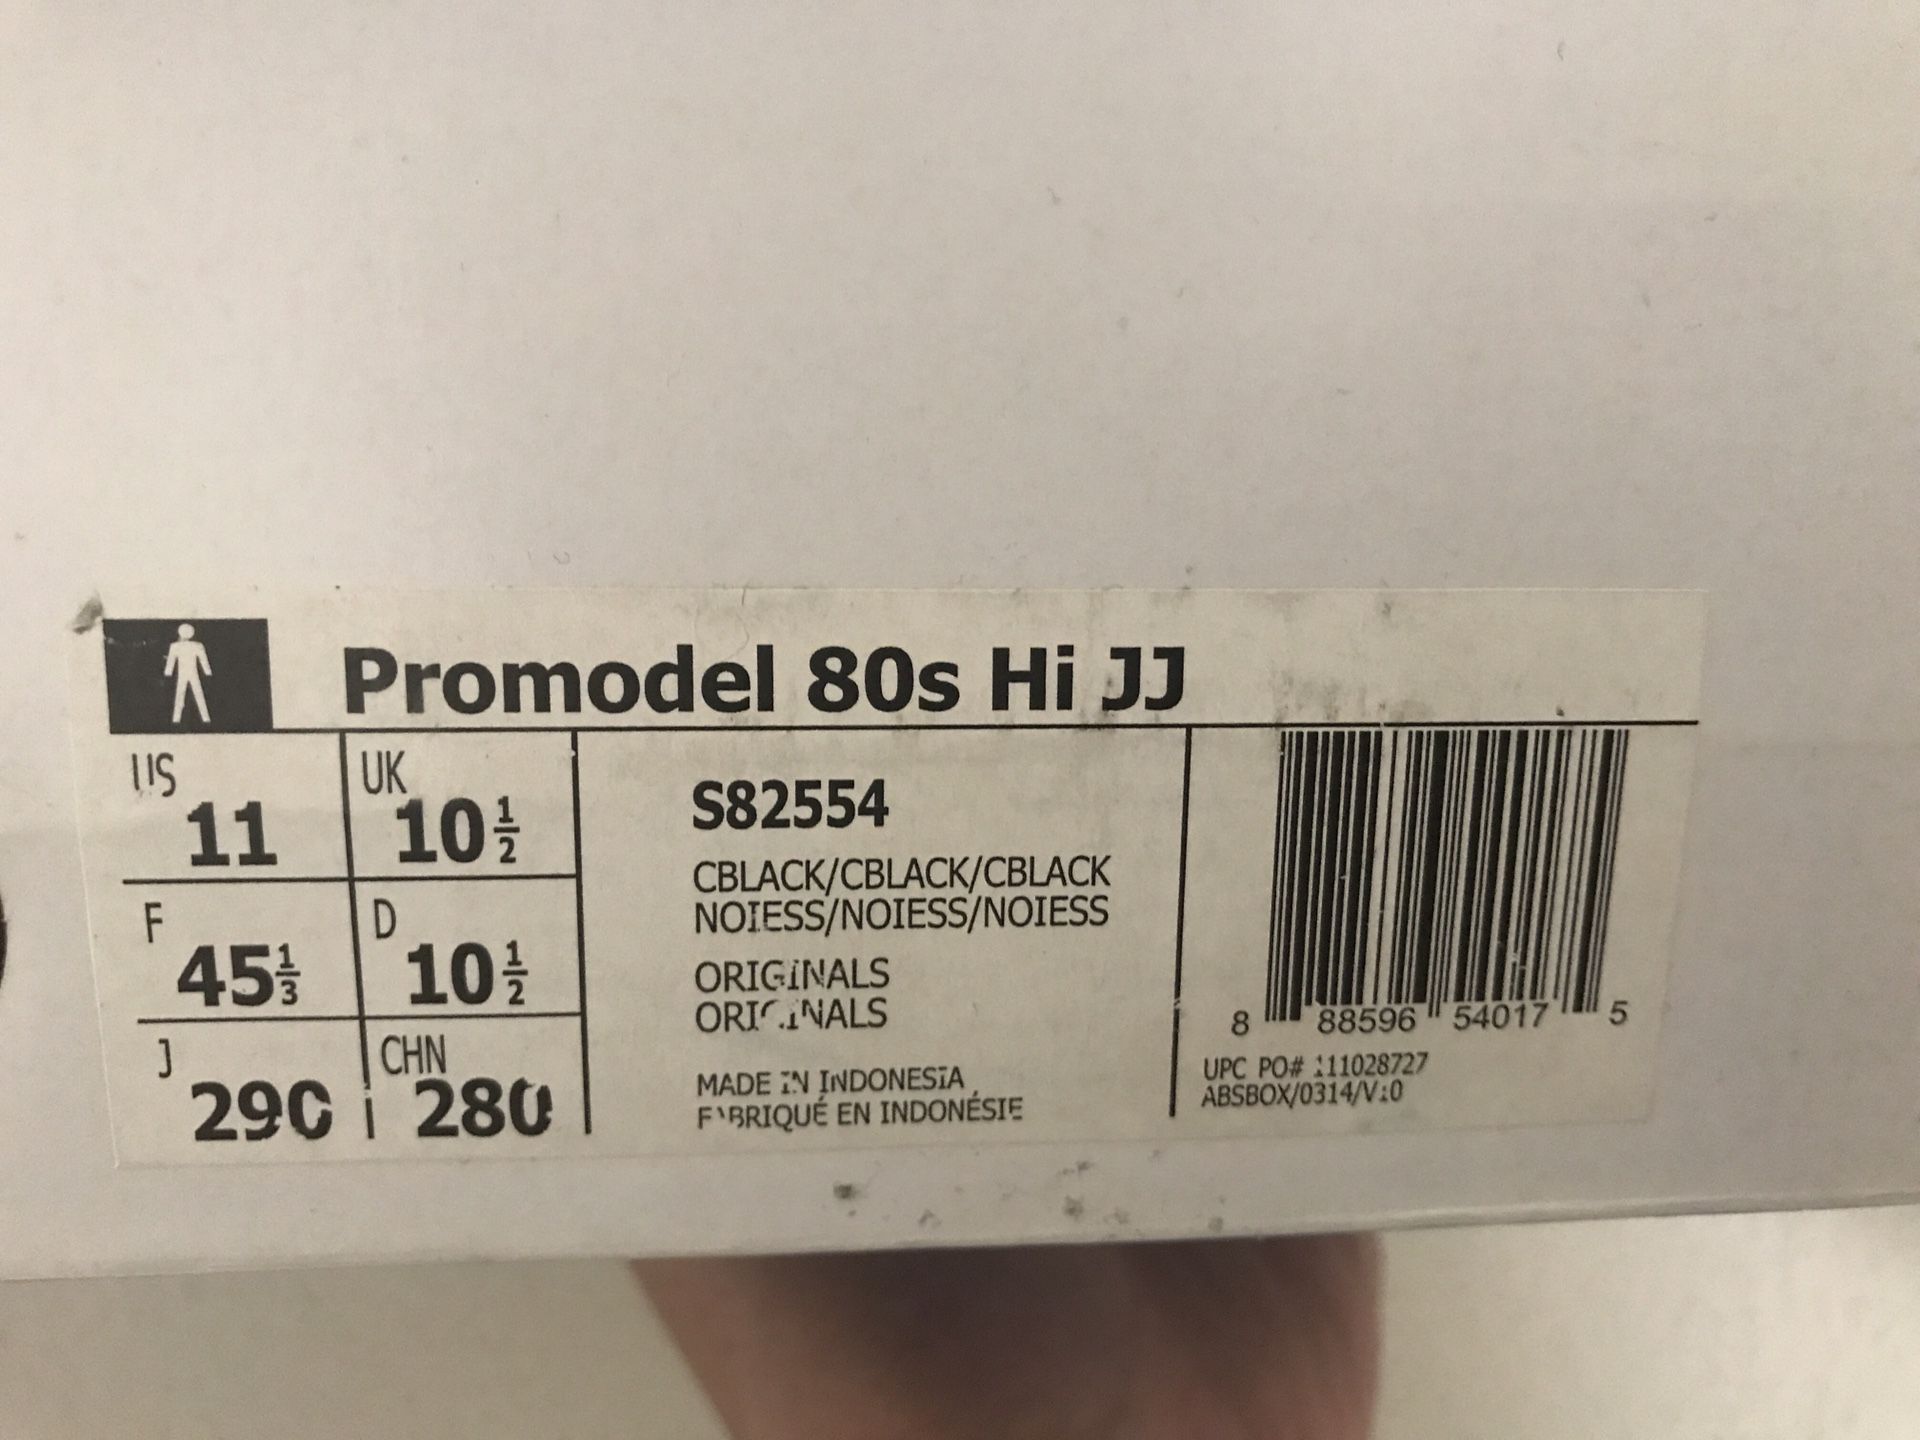 Promodel 80s Hi JJ
US 11
UK 10 1/2
F 45 1/3
D 10 1/2
J 290
CHN 280
S82554
CBLACK/CBLACK/CBLACK
NOIESS/NOIESS/NOIESS
ORIGINALS
ORIGINALS
MADE IN INDONESIA
FABRIQUÉ EN INDONÉSIE
8 88596 54017 5
UPC PO# 111028727
ABSBOX/0314/V10